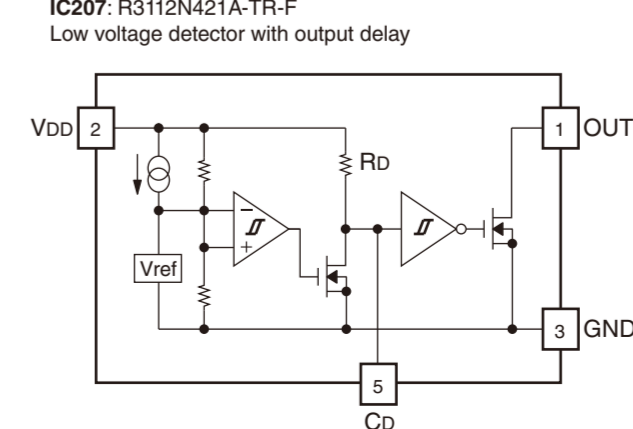 IC207: R3112N421A-TR-F
Low voltage detector with output delay
VDD 2
1 OUT
RD
−
+
Vref
3 GND
5
CD